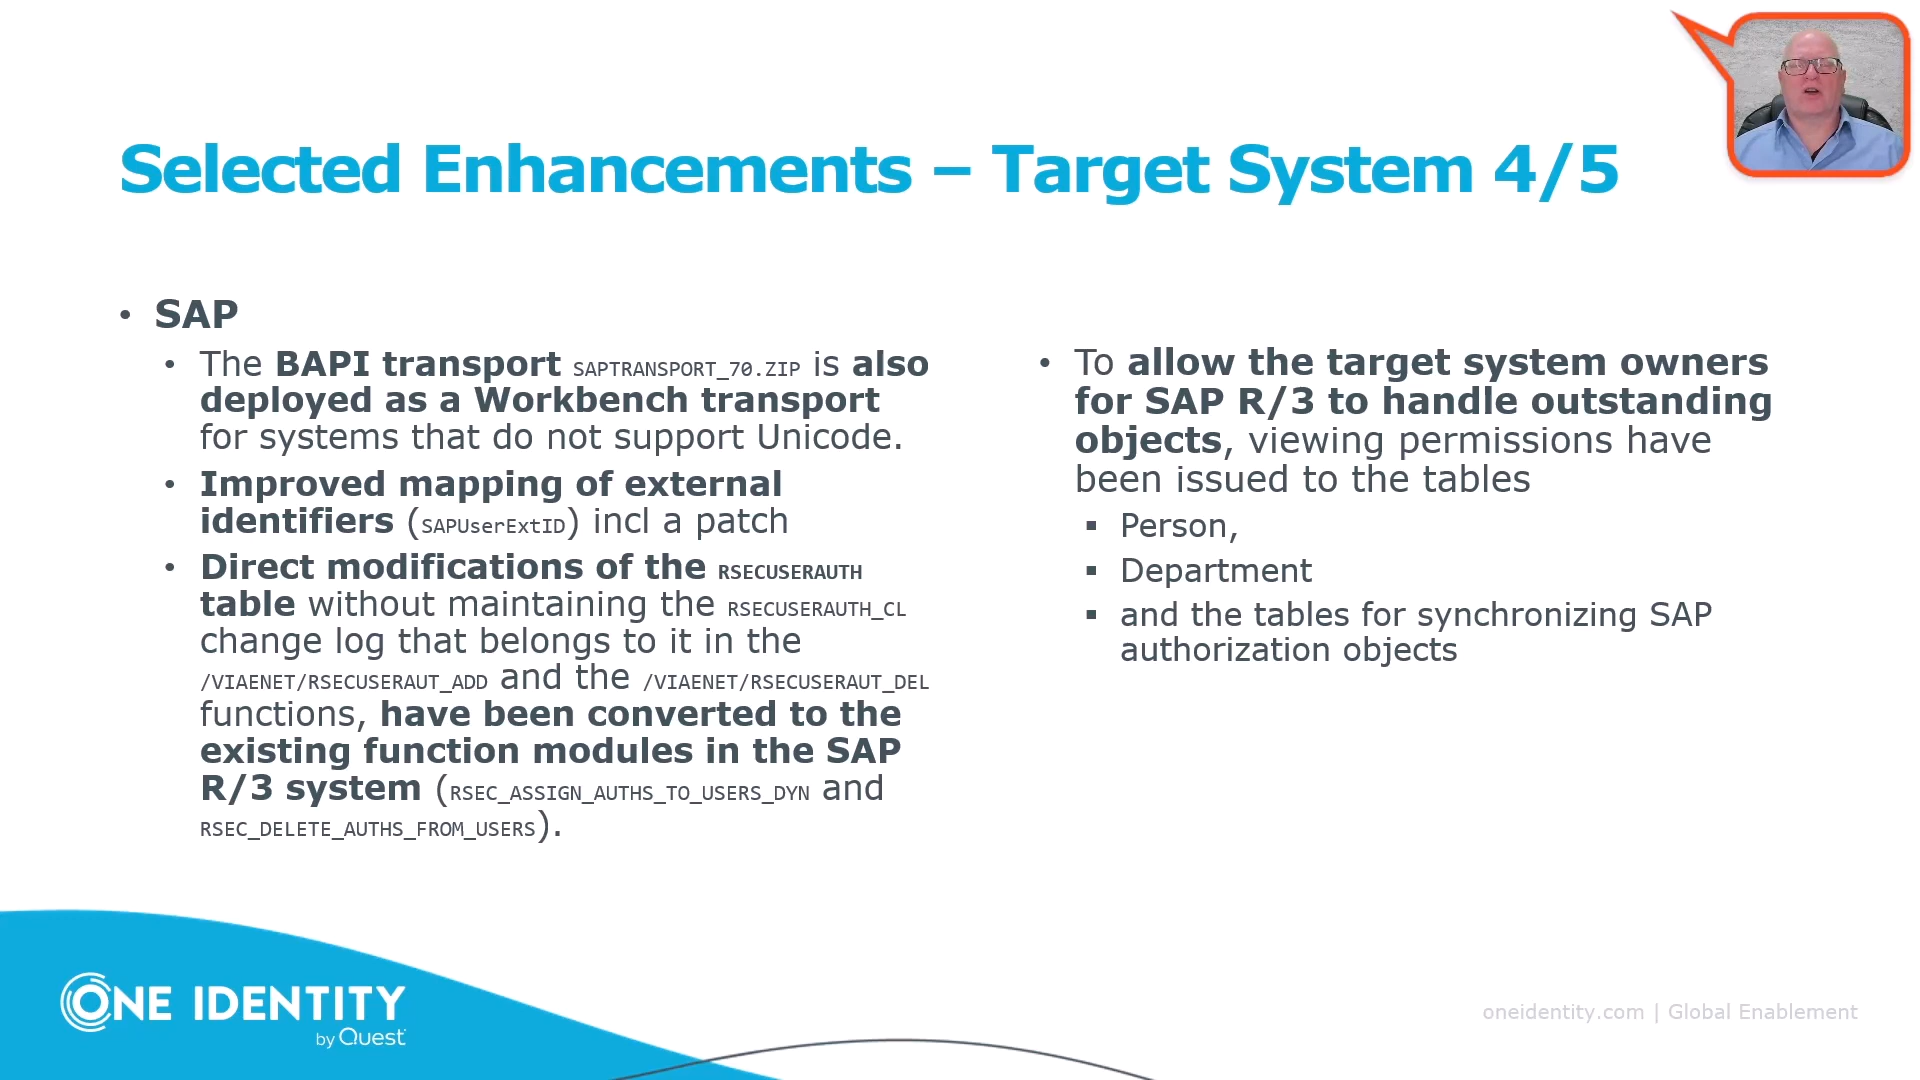 Selected Enhancements – Target System 4/5
• SAP
• The BAPI transport SAPTRANSPORT_70.ZIP is also
deployed as a Workbench transport
for systems that do not support Unicode.
• Improved mapping of external
identifiers (SAPUserExtID) incl a patch
• Direct modifications of the RSECUSERAUTH
table without maintaining the RSECUSERAUTH_CL
change log that belongs to it in the
/VIAENET/RSECUSERAUT_ADD and the /VIAENET/RSECUSERAUT_DEL
functions, have been converted to the
existing function modules in the SAP
R/3 system (RSEC_ASSIGN_AUTHS_TO_USERS_DYN and
RSEC_DELETE_AUTHS_FROM_USERS).
• To allow the target system owners
for SAP R/3 to handle outstanding
objects, viewing permissions have
been issued to the tables
▪ Person,
▪ Department
▪ and the tables for synchronizing SAP
authorization objects
ONE IDENTITY
by Quest
oneidentity.com | Global Enablement